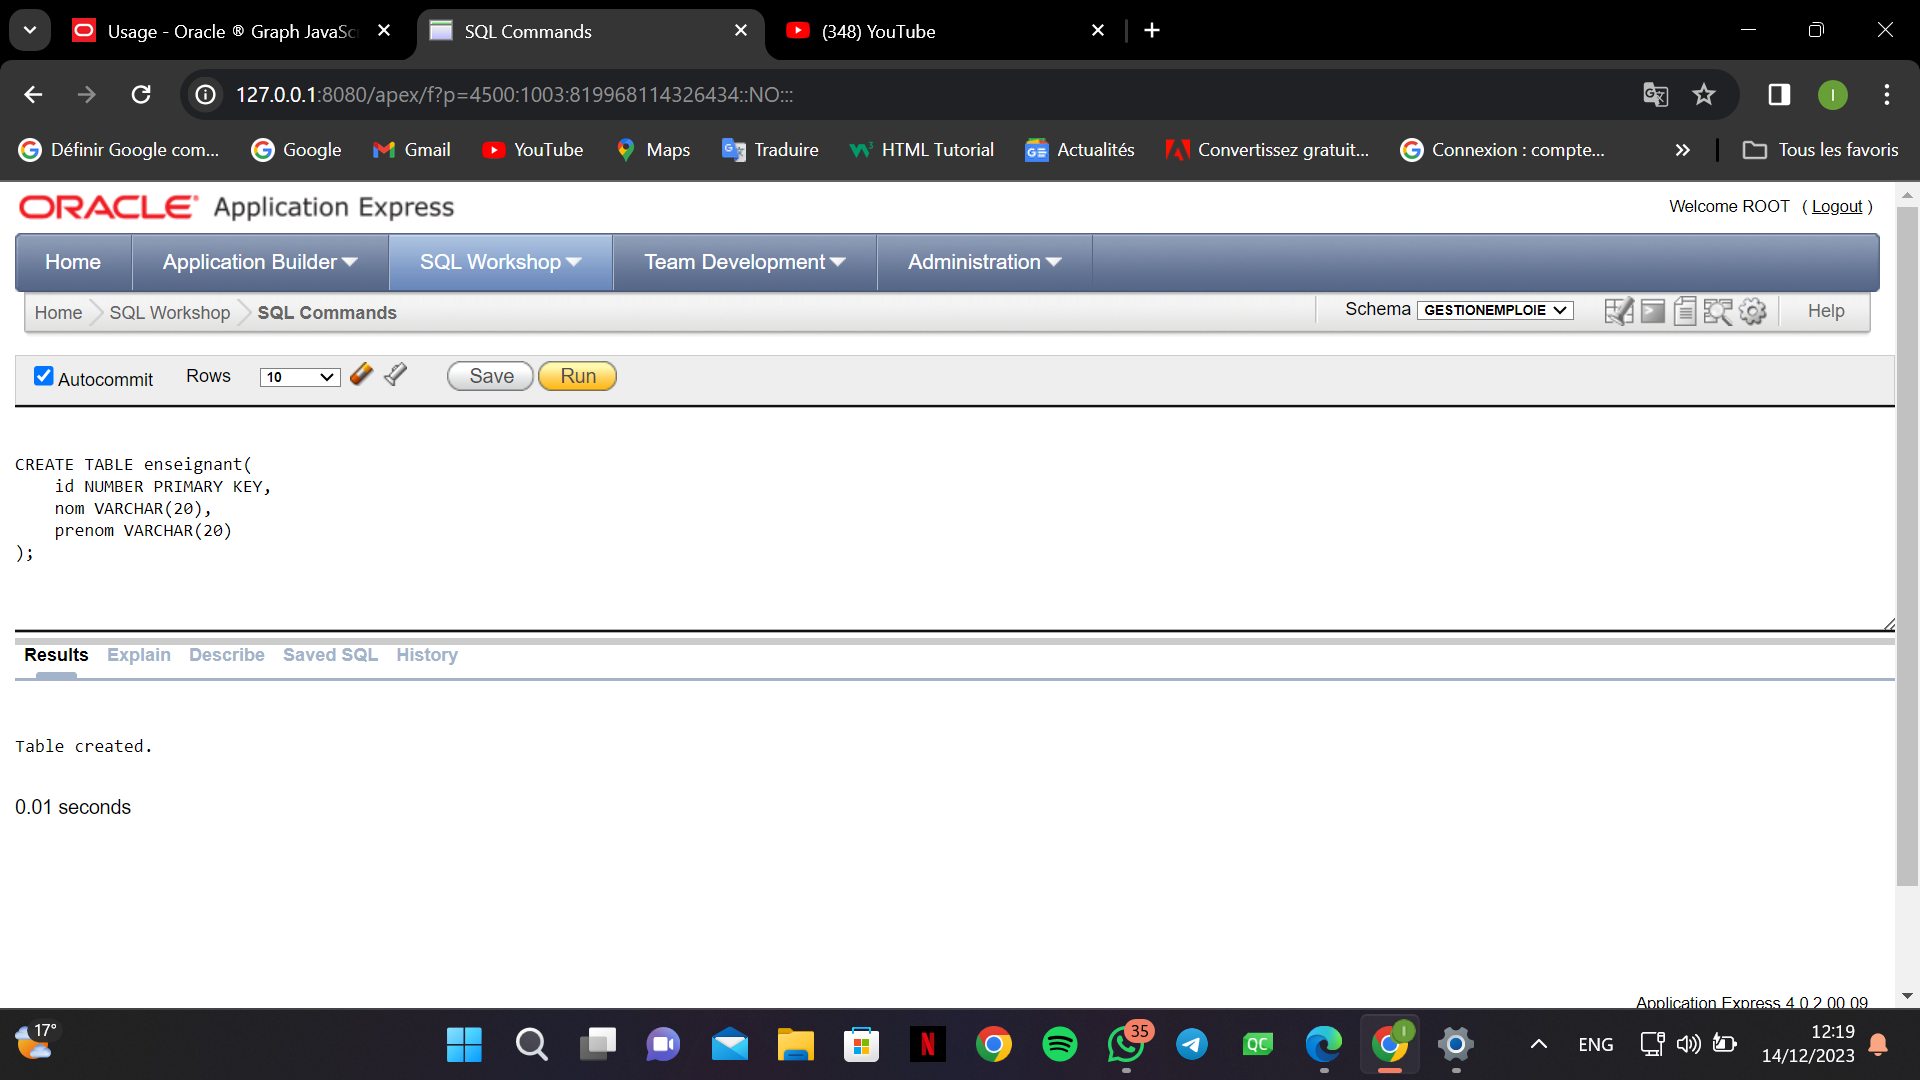 Usage - Oracle ® Graph JavaSc
SQL Commands
(348) YouTube
127.0.0.1:8080/apex/f?p=4500:1003:819968114326434::NO:::
I
Définir Google com...
Google
Gmail
YouTube
Maps
Traduire
HTML Tutorial
Actualités
Convertissez gratuit...
Connexion : compte...
»
Tous les favoris
ORACLE® Application Express
Welcome ROOT ( Logout )
Home
Application Builder
SQL Workshop
Team Development
Administration
Home
SQL Workshop
SQL Commands
Schema GESTIONEMPLOIE
Help
Autocommit
Rows
10
Save
Run
CREATE TABLE enseignant(
id NUMBER PRIMARY KEY,
nom VARCHAR(20),
prenom VARCHAR(20)
);
Results
Explain
Describe
Saved SQL
History
Table created.
0.01 seconds
Application Express 4.0.2.00.09
17°
N
35
QC
I
ENG
12:19
14/12/2023